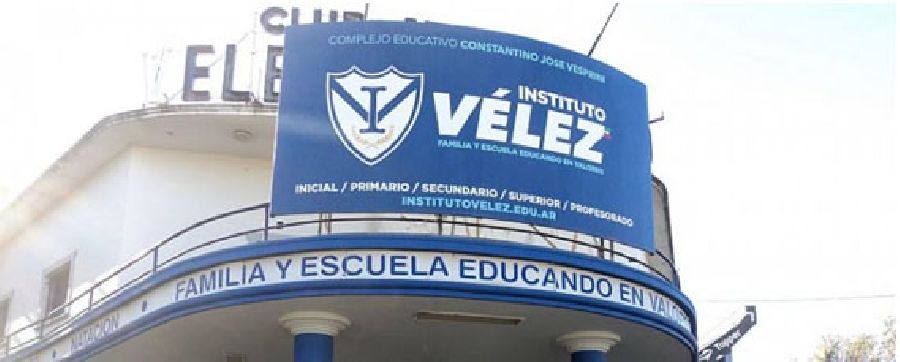 CLUB
ELE
COMPLEJO EDUCATIVO CONSTANTINO JOSE VESPRINI
I
INSTITUTO
VÉLEZ
FAMILIA Y ESCUELA EDUCANDO EN VALORES
INICIAL / PRIMARIO / SECUNDARIO / SUPERIOR / PROFESORADO
INSTITUTOVELEZ.EDU.AR
NATACION · FAMILIA Y ESCUELA EDUCANDO EN